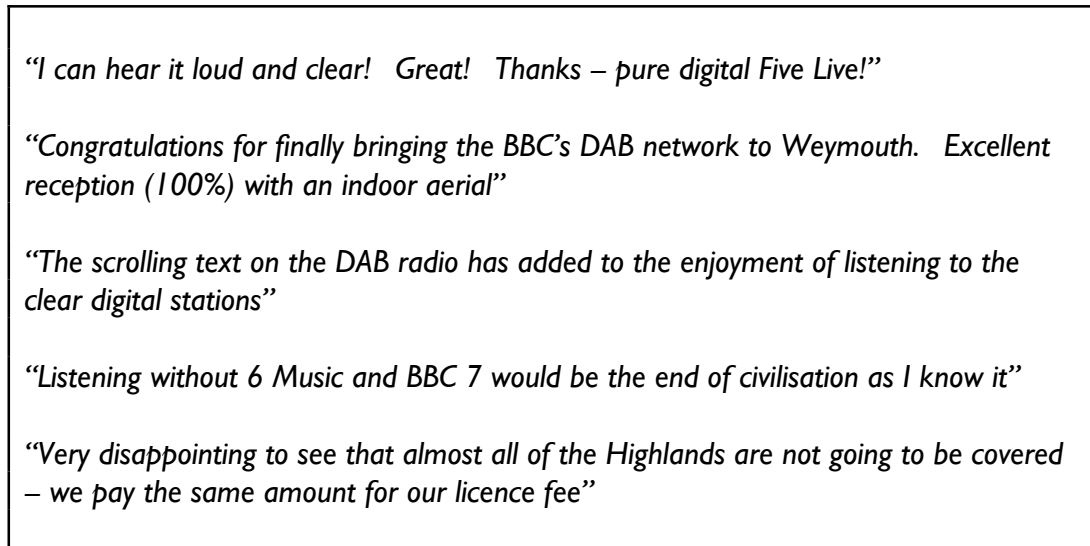 “I can hear it loud and clear!  Great!  Thanks – pure digital Five Live!”
“Congratulations for finally bringing the BBC’s DAB network to Weymouth.  Excellent
reception (100%) with an indoor aerial”
“The scrolling text on the DAB radio has added to the enjoyment of listening to the
clear digital stations”
“Listening without 6 Music and BBC 7 would be the end of civilisation as I know it”
“Very disappointing to see that almost all of the Highlands are not going to be covered
– we pay the same amount for our licence fee”